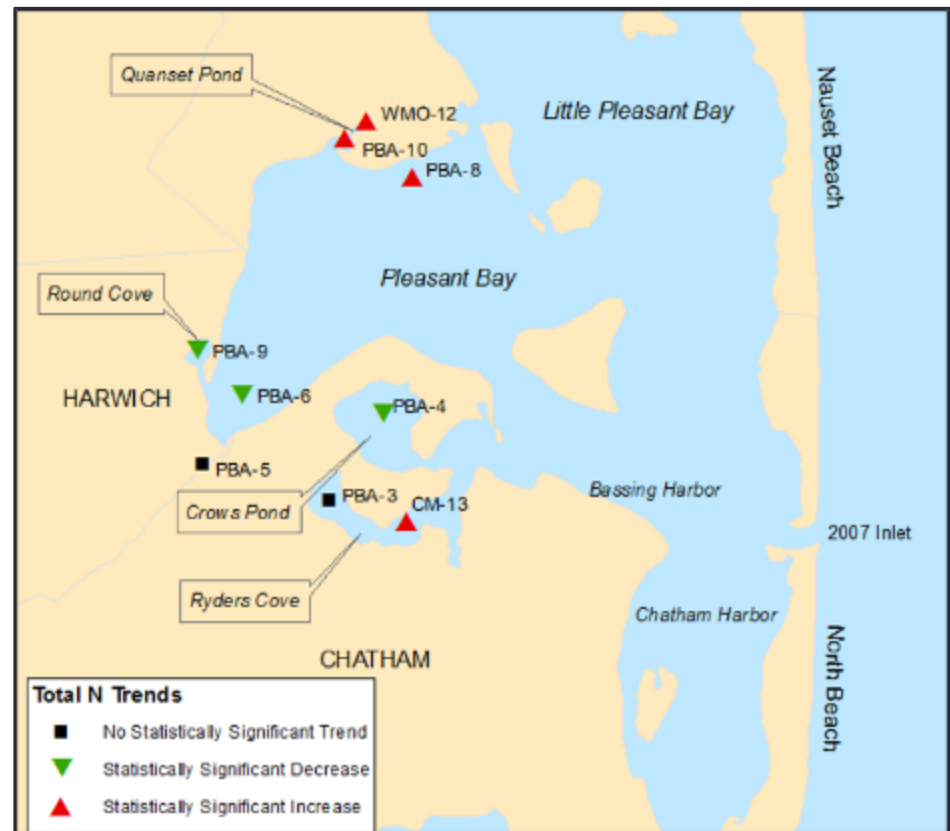 Quanset Pond
WMO-12
Little Pleasant Bay
PBA-10
PBA-8
Nauset Beach
Pleasant Bay
Round Cove
PBA-9
HARWICH
PBA-6
PBA-4
PBA-5
PBA-3
CM-13
Bassing Harbor
Crows Pond
2007 Inlet
Ryders Cove
Chatham Harbor
North Beach
CHATHAM
Total N Trends
No Statistically Significant Trend
Statistically Significant Decrease
Statistically Significant Increase